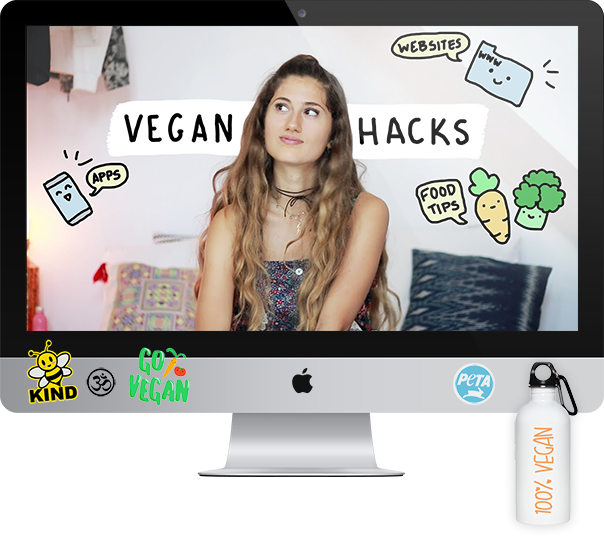 WEBSITES
WWW
VEGAN HACKS
APPS
FOOD
TIPS
KIND
ॐ
GO
VEGAN
PETA
100% VEGAN